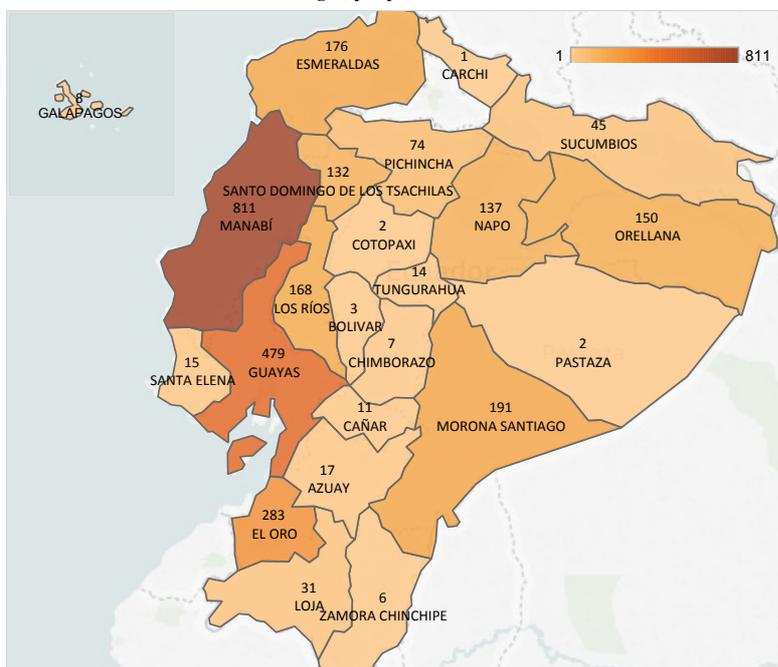 176
ESMERALDAS
1
CARCHI
1
811
8
GALÁPAGOS
45
SUCUMBIOS
74
PICHINCHA
132
SANTO DOMINGO DE LOS TSACHILAS
811
MANABÍ
137
NAPO
150
ORELLANA
2
COTOPAXI
14
TUNGURAHUA
168
LOS RÍOS
3
BOLIVAR
7
CHIMBORAZO
2
PASTAZA
15
SANTA ELENA
479
GUAYAS
11
CAÑAR
191
MORONA SANTIAGO
17
AZUAY
283
EL ORO
31
LOJA
6
ZAMORA CHINCHIPE